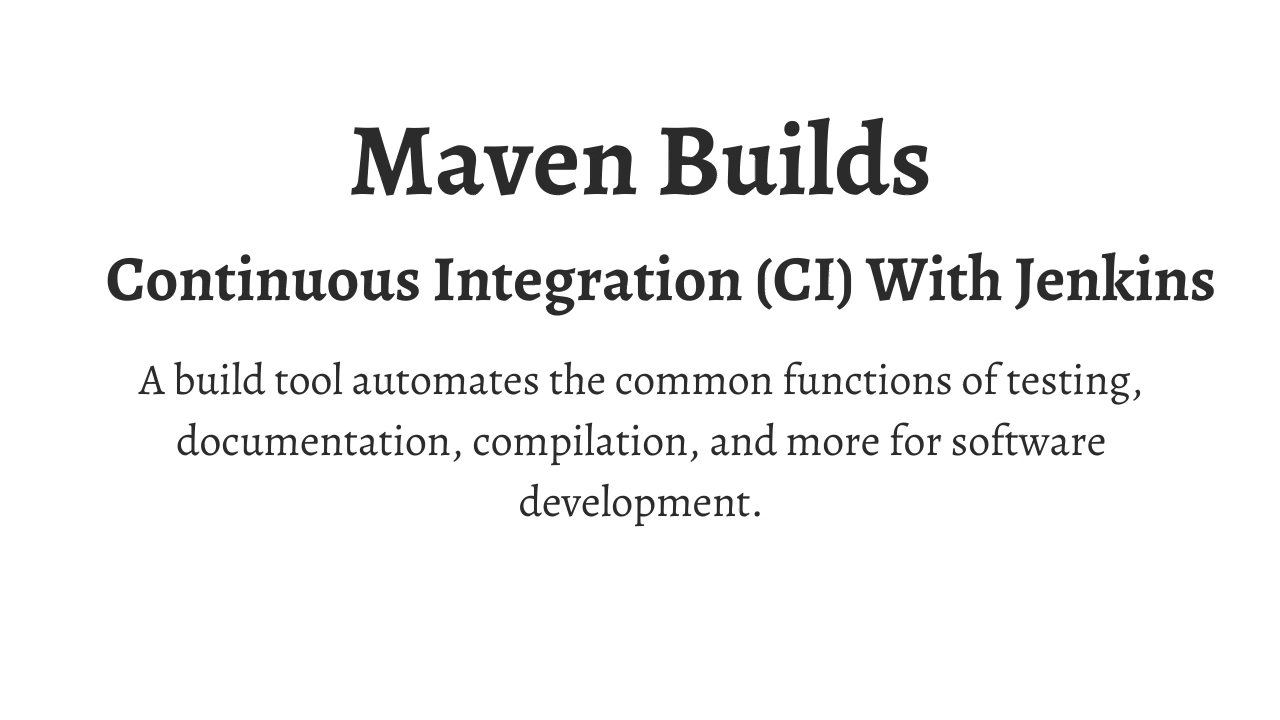 Maven Builds
Continuous Integration (CI) With Jenkins
A build tool automates the common functions of testing,
documentation, compilation, and more for software
development.